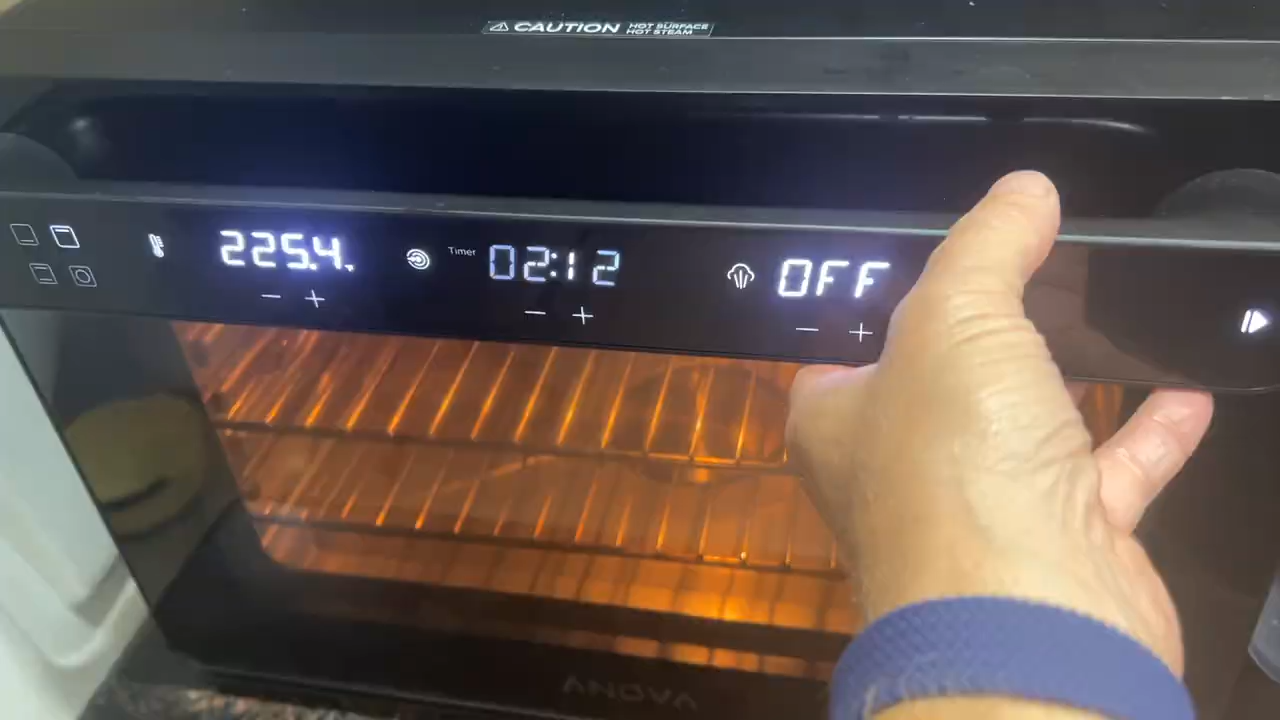 CAUTION HOT SURFACE
HOT STEAM
225.4
Timer 02:12
OFF
ANOVA